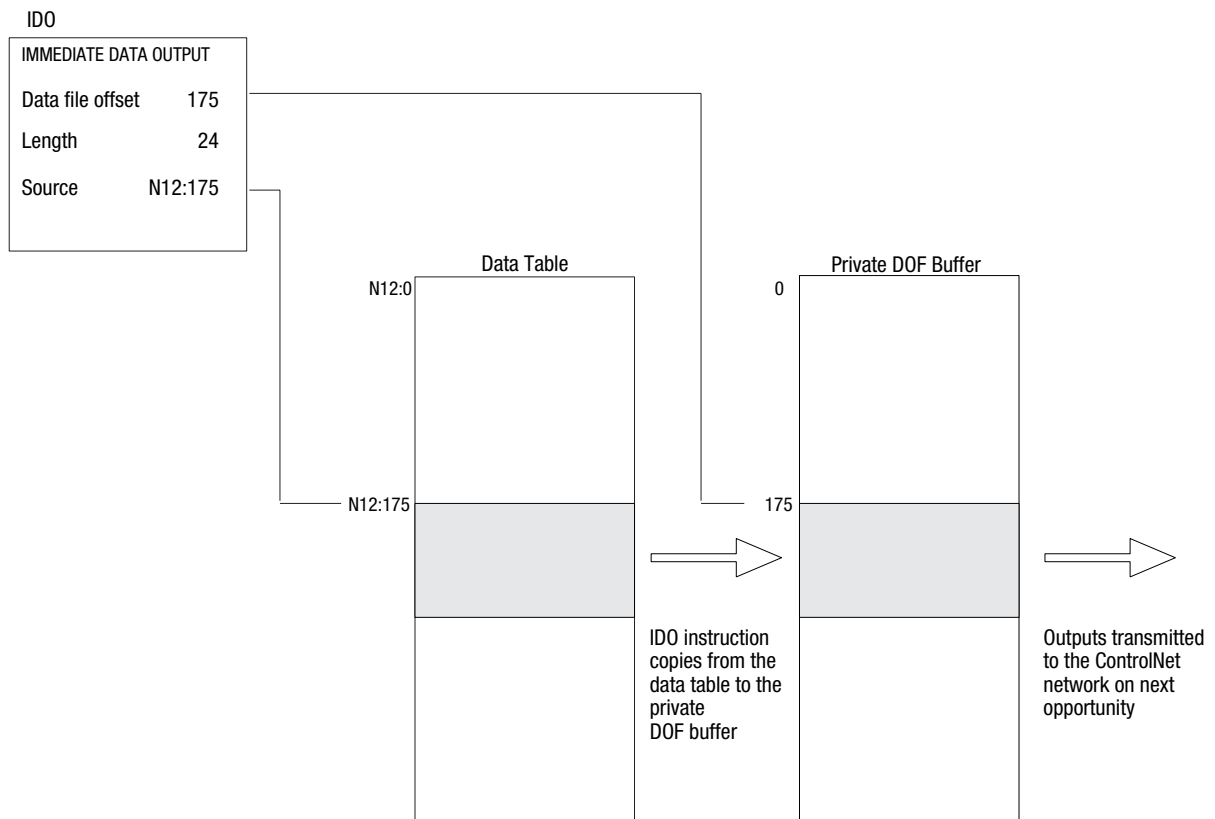 IDO
IMMEDIATE DATA OUTPUT
Data file offset 175
Length 24
Source N12:175
Data Table
Private DOF Buffer
N12:0
0
N12:175
175
IDO instruction
copies from the
data table to the
private
DOF buffer
Outputs transmitted
to the ControlNet
network on next
opportunity